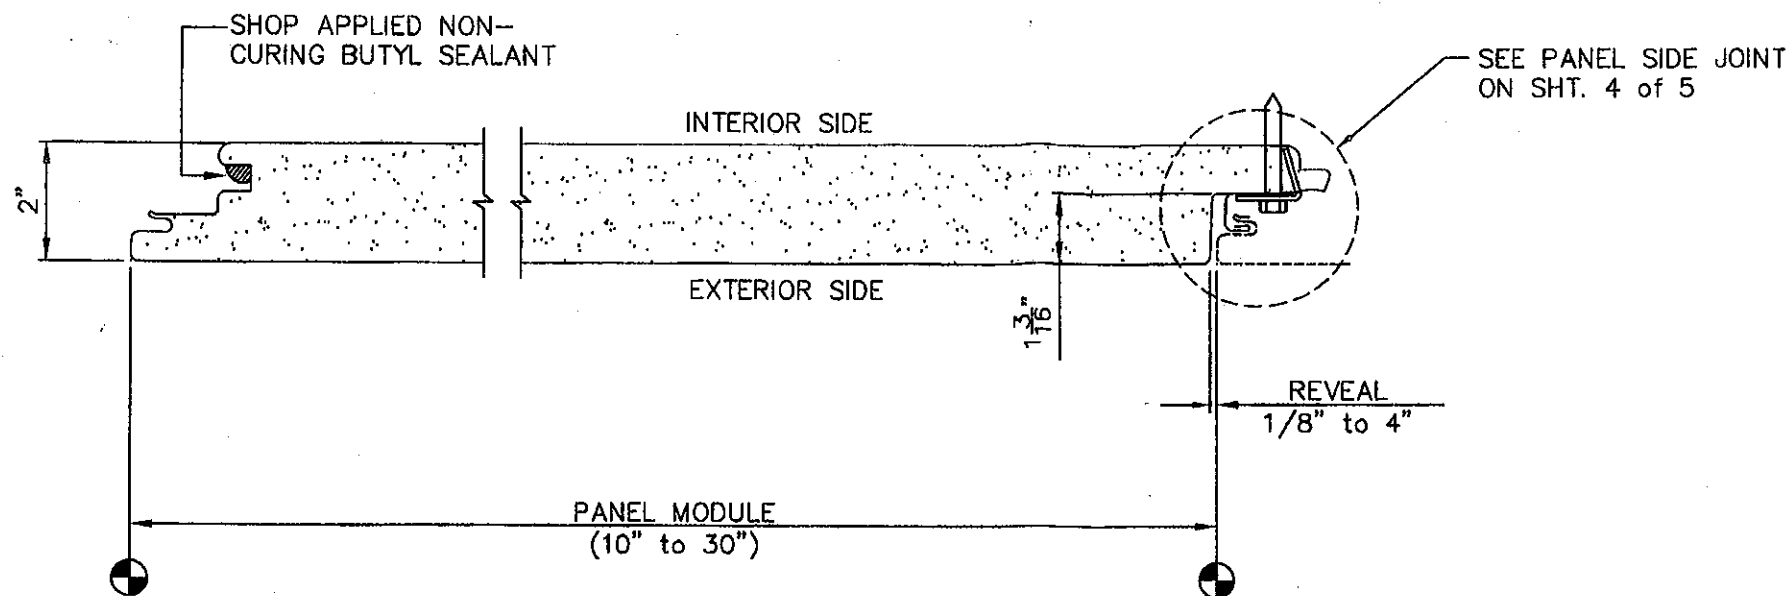 SHOP APPLIED NON-
CURING BUTYL SEALANT
SEE PANEL SIDE JOINT
ON SHT. 4 of 5
INTERIOR SIDE
2"
EXTERIOR SIDE
1 3/16"
REVEAL
1/8" to 4"
PANEL MODULE
(10" to 30")